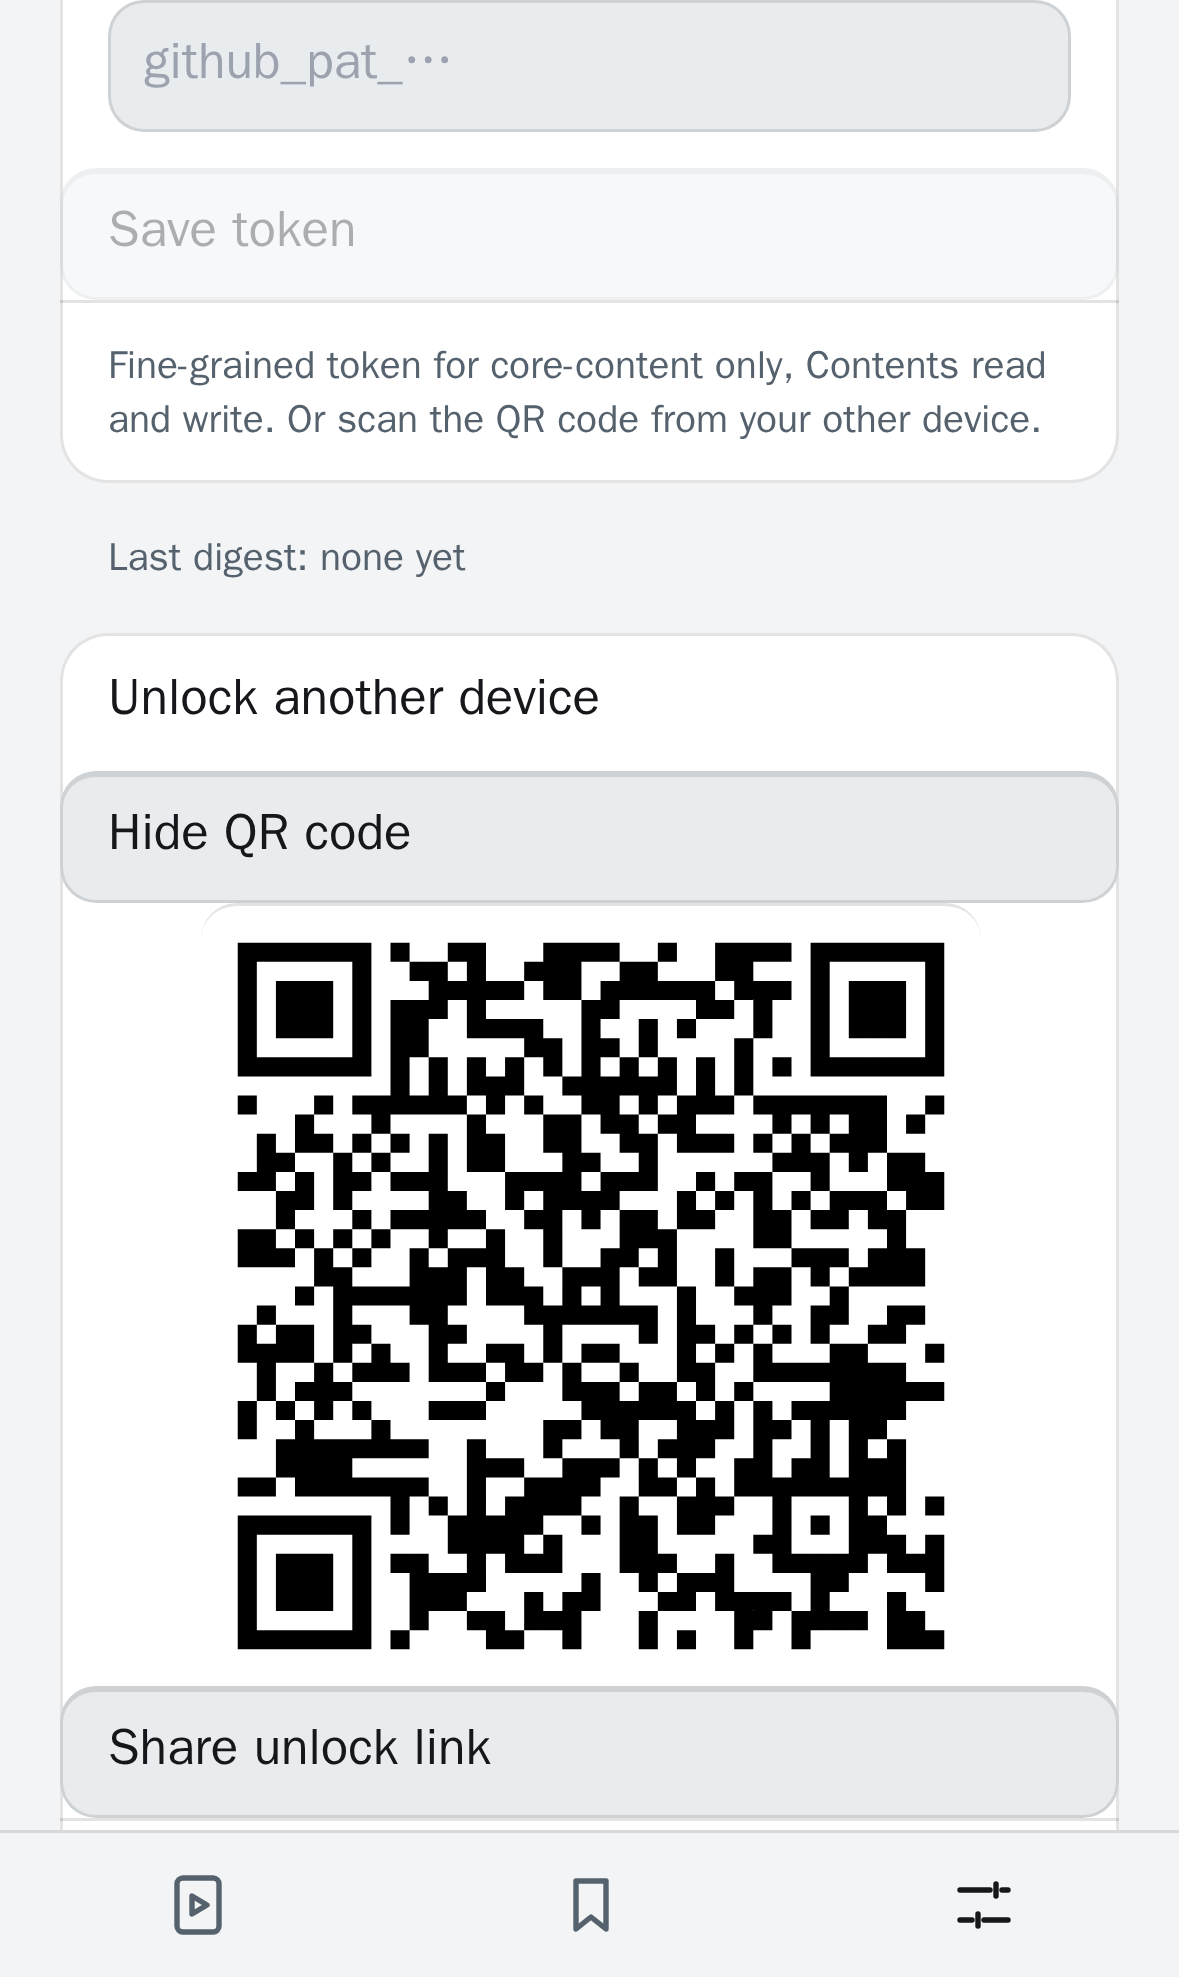 github_pat_···
Save token
Fine-grained token for core-content only, Contents read
and write. Or scan the QR code from your other device.
Last digest: none yet
Unlock another device
Hide QR code
Share unlock link